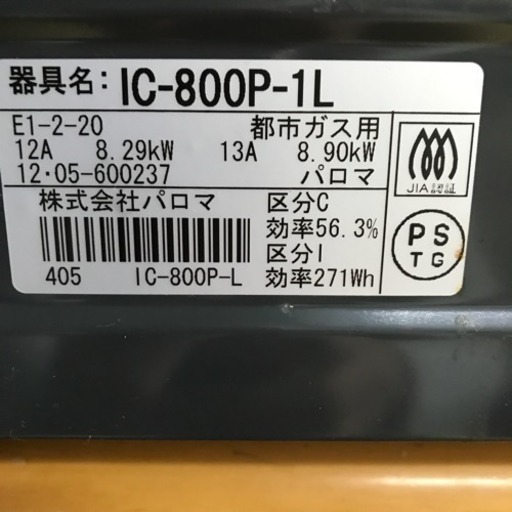 器具名: IC-800P-1L
E1-2-20 都市ガス用
12A 8.29kW 13A 8.90kW
12・05-600237 パロマ
株式会社パロマ 区分C
効率56.3%
区分I
405 IC-800P-L 効率271Wh
JIA認証
PS
TG